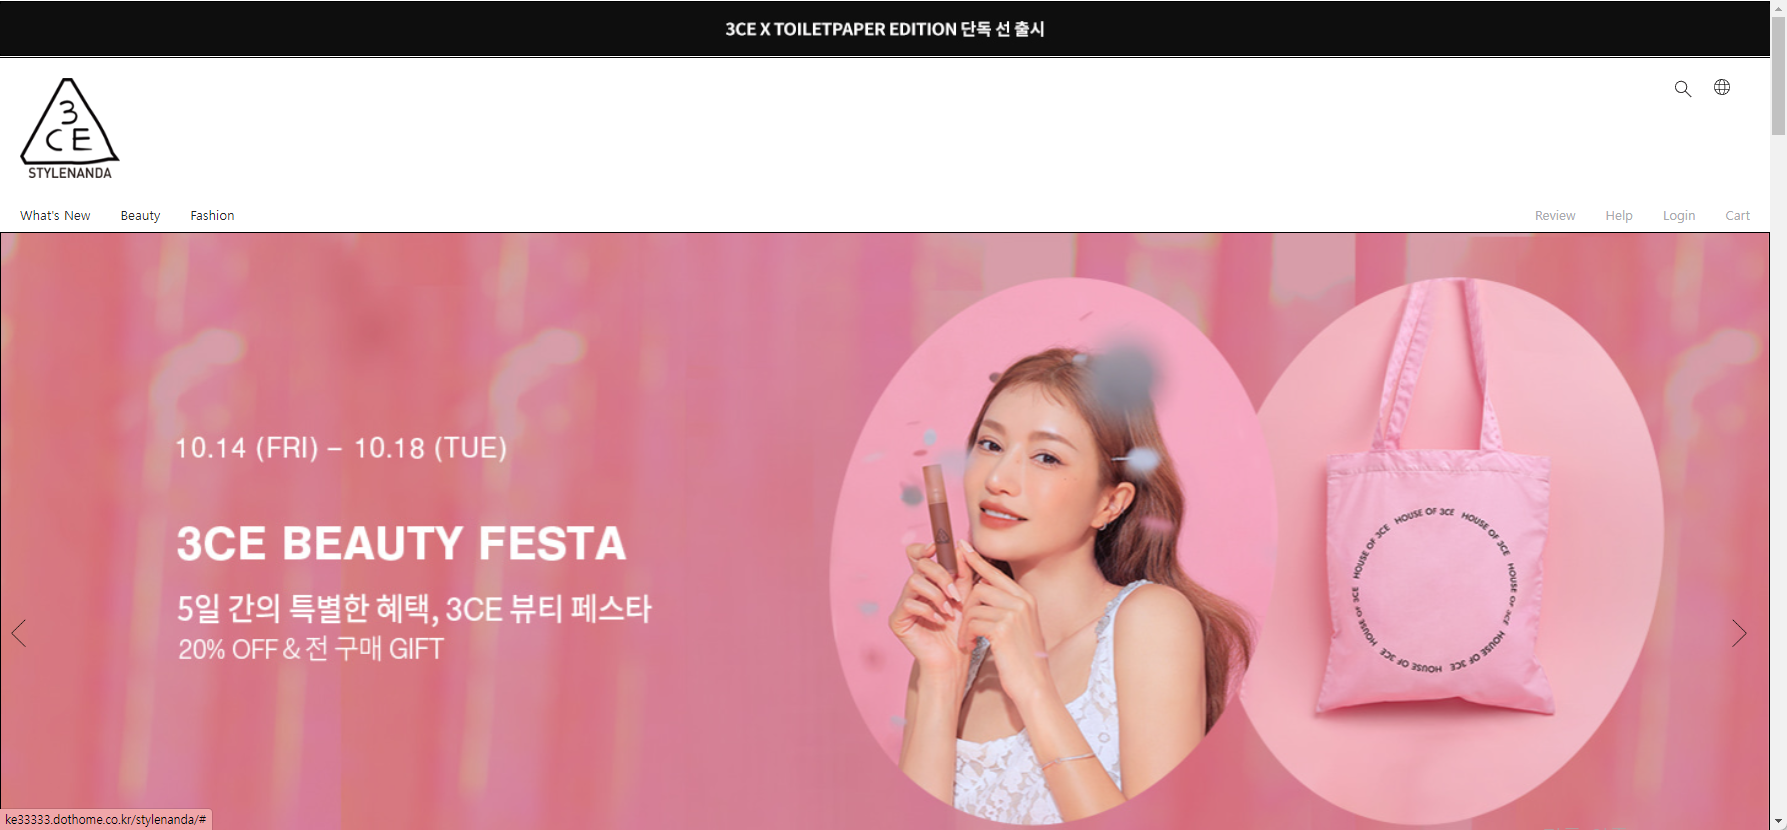 3CE X TOILETPAPER EDITION 단독 선 출시
3
CE
STYLENANDA
What's New Beauty Fashion
Review Help Login Cart
10.14 (FRI) – 10.18 (TUE)
3CE BEAUTY FESTA
5일 간의 특별한 혜택, 3CE 뷰티 페스타
20% OFF & 전 구매 GIFT
HOUSE OF 3CE HOUSE OF 3CE HOUSE OF 3CE HOUSE OF 3CE HOUSE OF 3CE HOUSE OF 3CE HOUSE OF 3CE
ke33333.dothome.co.kr/stylenanda/#